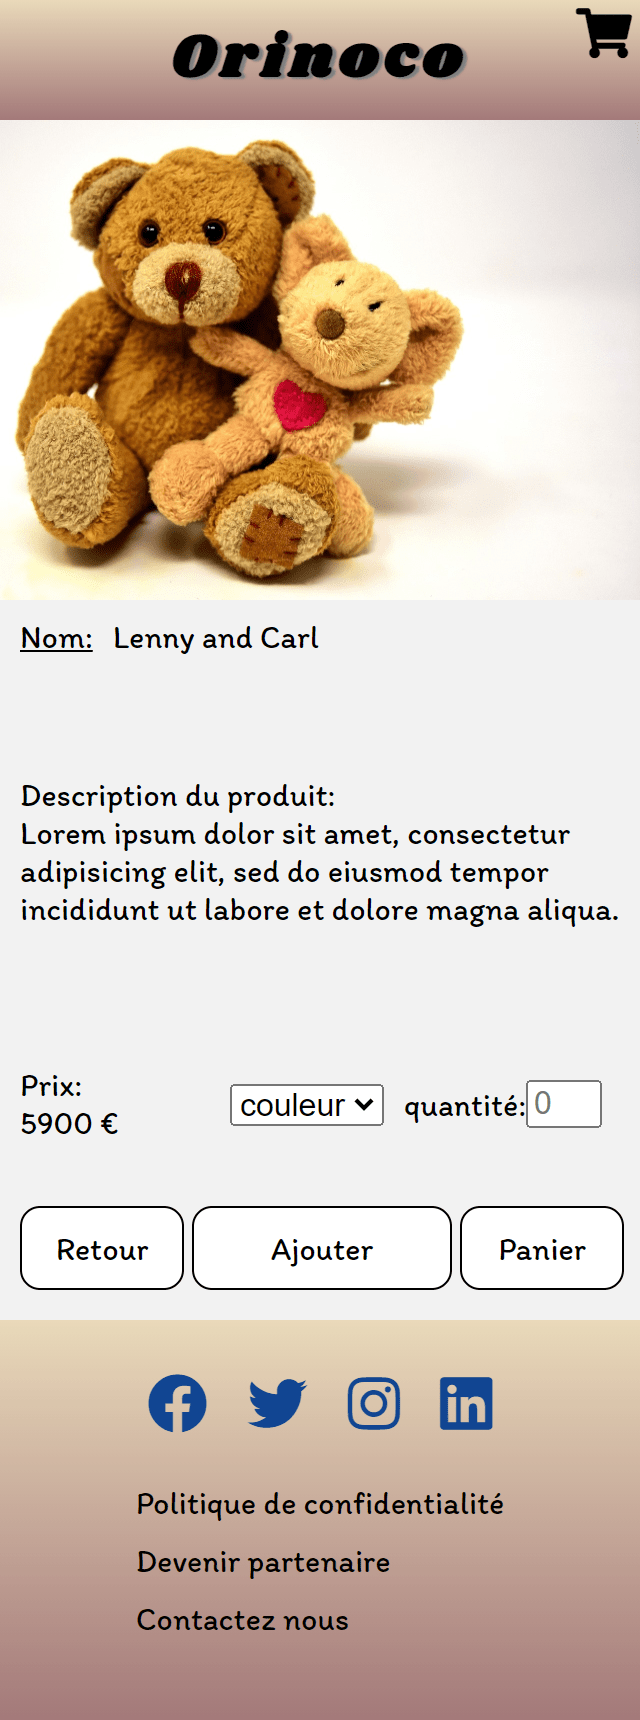 Orinoco
Nom: Lenny and Carl
Description du produit:
Lorem ipsum dolor sit amet, consectetur
adipisicing elit, sed do eiusmod tempor
incididunt ut labore et dolore magna aliqua.
Prix:
5900 €
couleur quantité: 0
Retour Ajouter Panier
Politique de confidentialité
Devenir partenaire
Contactez nous